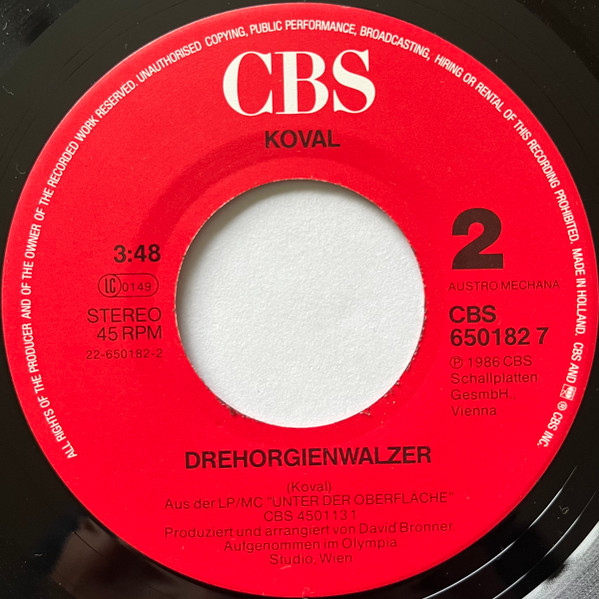 ALL RIGHTS OF THE PRODUCER AND OF THE OWNER OF THE RECORDED WORK RESERVED. UNAUTHORISED COPYING, PUBLIC PERFORMANCE, BROADCASTING, HIRING OR RENTAL OF THIS RECORDING PROHIBITED. MADE IN HOLLAND. CBS AND ® CBS INC.
CBS
KOVAL
3:48
LC 0149
STEREO
45 RPM
22-650182-2
2
AUSTRO MECHANA
CBS
650182 7
℗ 1986 CBS
Schallplatten
GesmbH.,
Vienna
DREHORGIENWALZER
(Koval)
Aus der LP/MC "UNTER DER OBERFLÄCHE"
CBS 450113 1
Produziert und arrangiert von David Bronner.
Aufgenommen im Olympia
Studio, Wien